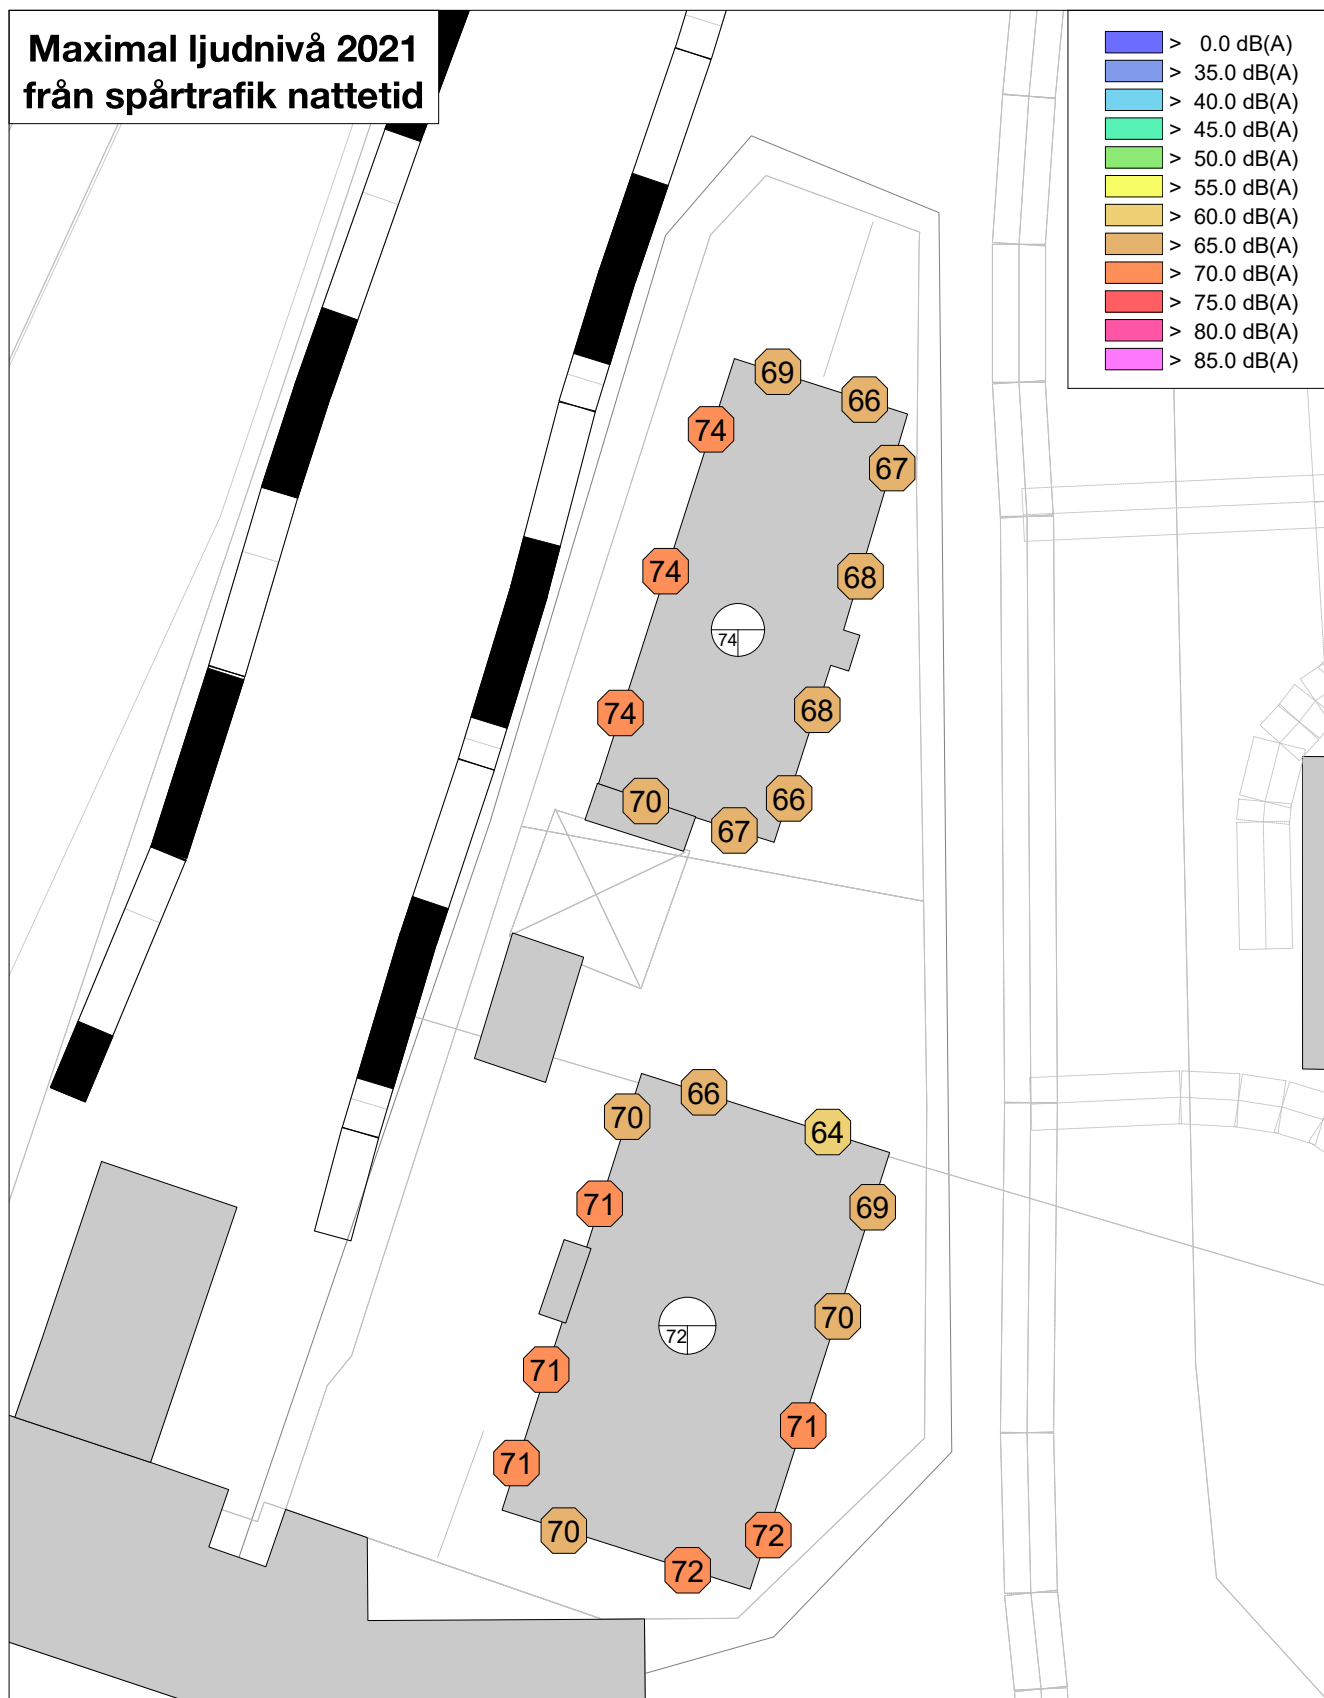 Maximal ljudnivå 2021
från spårtrafik nattetid
> 0.0 dB(A)
> 35.0 dB(A)
> 40.0 dB(A)
> 45.0 dB(A)
> 50.0 dB(A)
> 55.0 dB(A)
> 60.0 dB(A)
> 65.0 dB(A)
> 70.0 dB(A)
> 75.0 dB(A)
> 80.0 dB(A)
> 85.0 dB(A)
69
66
74
67
74
68
74
74
68
70
66
67
66
70
64
71
69
70
72
71
71
71
70
72
72